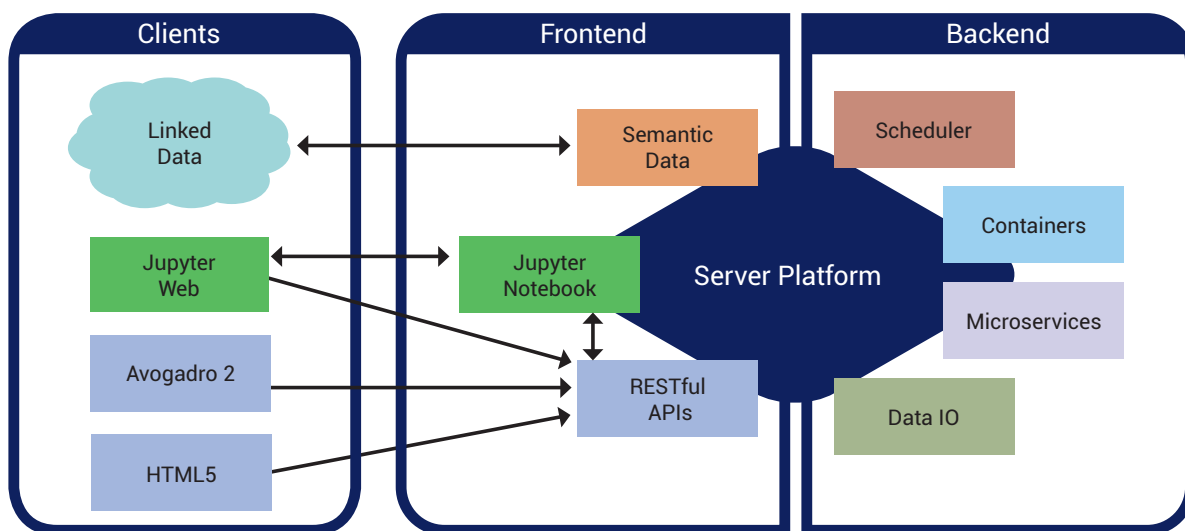 Clients
Frontend
Backend
Linked
Data
Semantic
Data
Scheduler
Containers
Jupyter
Web
Jupyter
Notebook
Server Platform
Microservices
Avogadro 2
RESTful
APIs
Data IO
HTML5